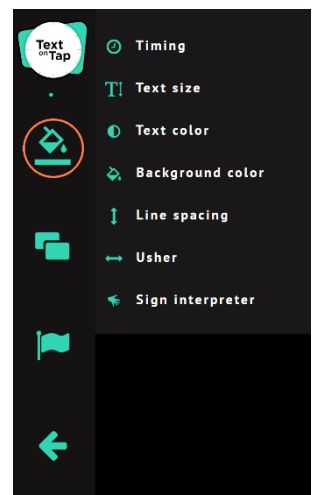 Text
on Tap
Timing
Text size
Text color
Background color
Line spacing
Usher
Sign interpreter